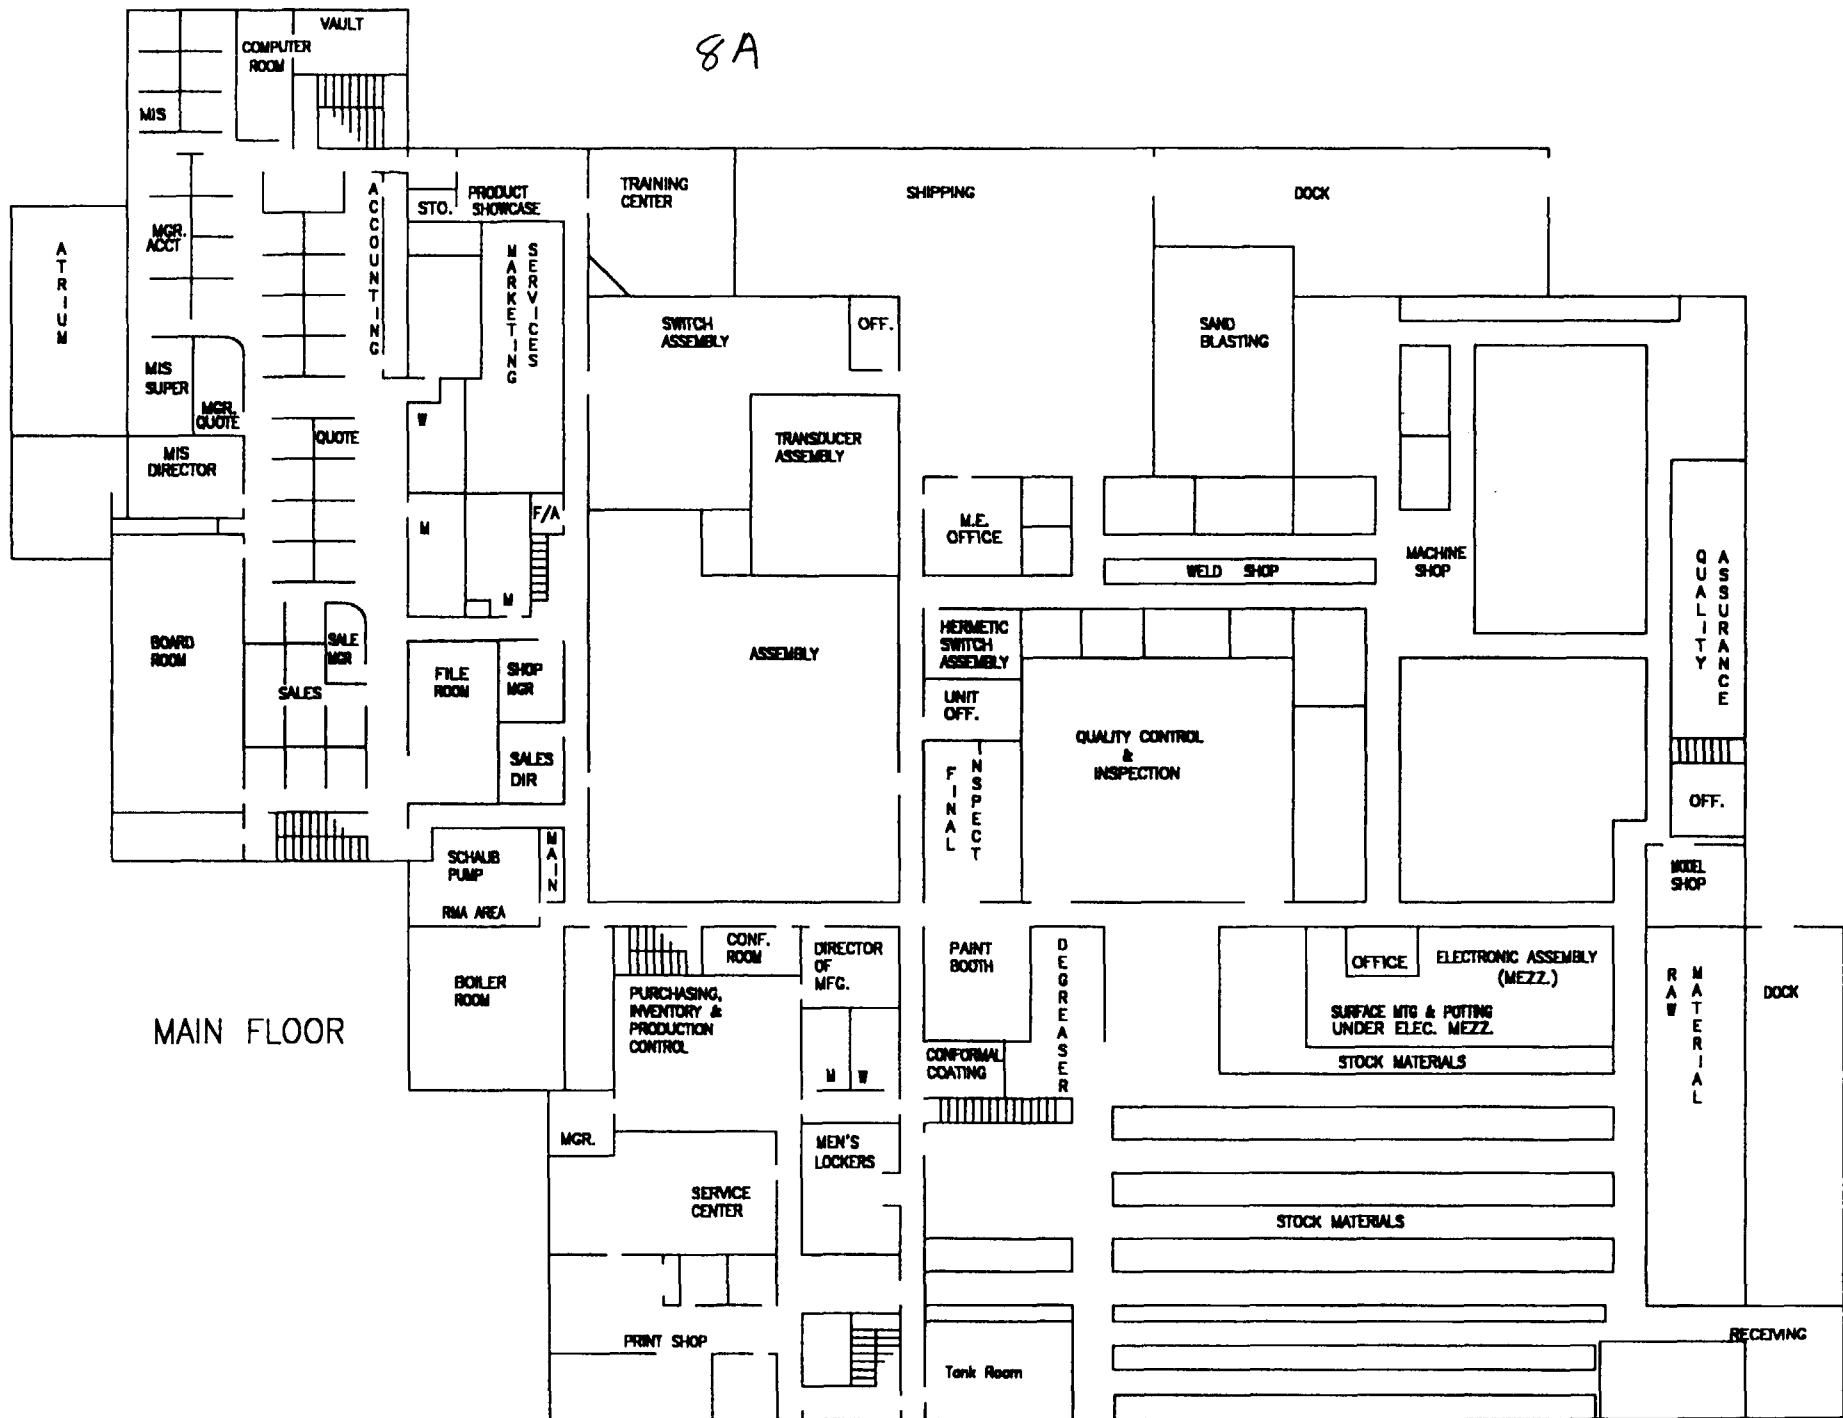 8A
VAULT
COMPUTER
ROOM
MIS
ACCOUNTING
STO.
PRODUCT
SHOWCASE
TRAINING
CENTER
SHIPPING
DOCK
ATRIUM
MGR.
ACCT
MARKETING
SERVICES
SWITCH
ASSEMBLY
OFF.
SAND
BLASTING
MIS
SUPER
MGR.
QUOTE
W
QUOTE
MIS
DIRECTOR
TRANSDUCER
ASSEMBLY
F/A
M
M.E.
OFFICE
MACHINE
SHOP
WELD SHOP
QUALITY
ASSURANCE
M
BOARD
ROOM
SALE
MGR
SALES
FILE
ROOM
SHOP
MGR
ASSEMBLY
HERMETIC
SWITCH
ASSEMBLY
UNIT
OFF.
QUALITY CONTROL
&
INSPECTION
SALES
DIR
FINAL
INSPECT
OFF.
SCHAUB
PUMP
MAIN
RMA AREA
MODEL
SHOP
BOILER
ROOM
CONF.
ROOM
DIRECTOR
OF
MFG.
PAINT
BOOTH
DEGREASER
OFFICE
ELECTRONIC ASSEMBLY
(MEZZ.)
RAW
MATERIAL
DOCK
PURCHASING,
INVENTORY &
PRODUCTION
CONTROL
SURFACE MTG & POTTING
UNDER ELEC. MEZZ.
MAIN FLOOR
STOCK MATERIALS
M W
CONFORMAL
COATING
MGR.
MEN'S
LOCKERS
SERVICE
CENTER
STOCK MATERIALS
PRINT SHOP
RECEIVING
Tank Room